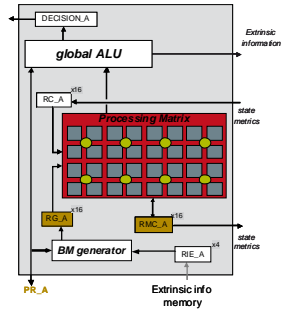 DECISION_A
global ALU
Extrinsic
information
x16
RC_A
state
metrics
Processing Matrix
x16
RG_A
x16
RMC_A
state
metrics
BM generator
x4
RIE_A
PR_A
Extrinsic info
memory